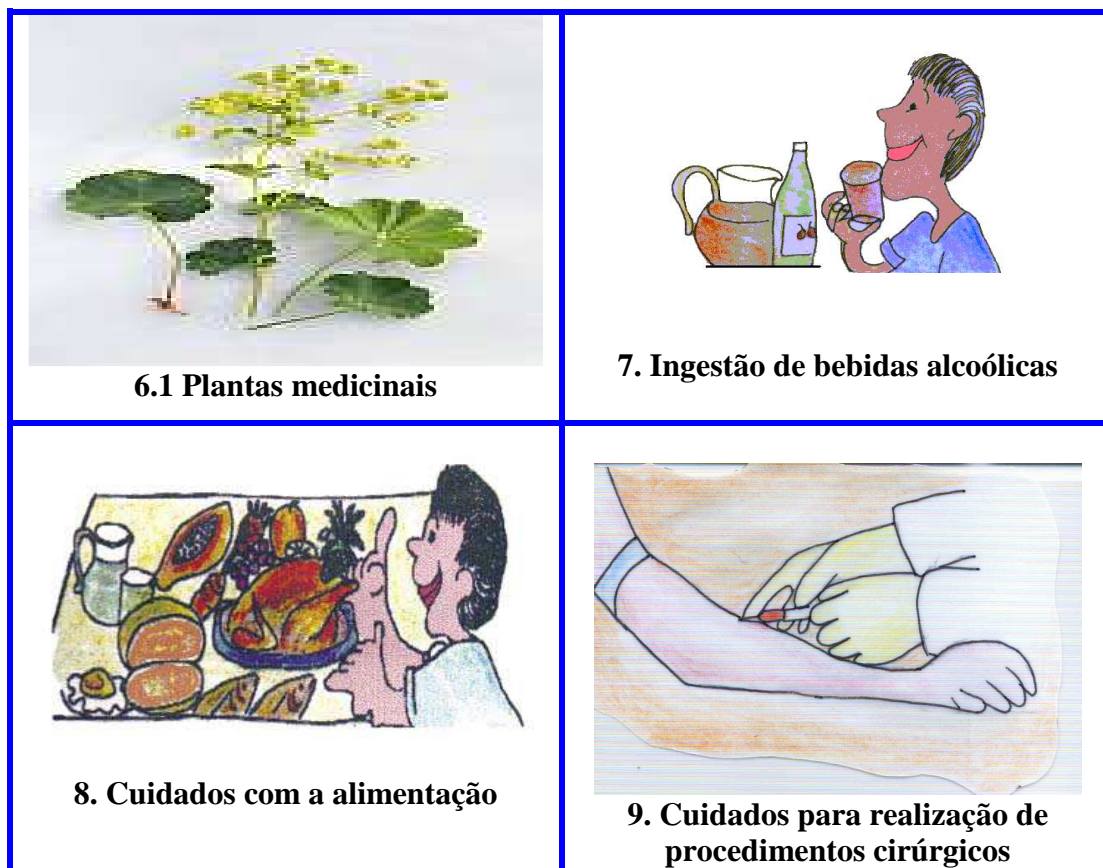 6.1 Plantas medicinais
7. Ingestão de bebidas alcoólicas
8. Cuidados com a alimentação
9. Cuidados para realização de
procedimentos cirúrgicos